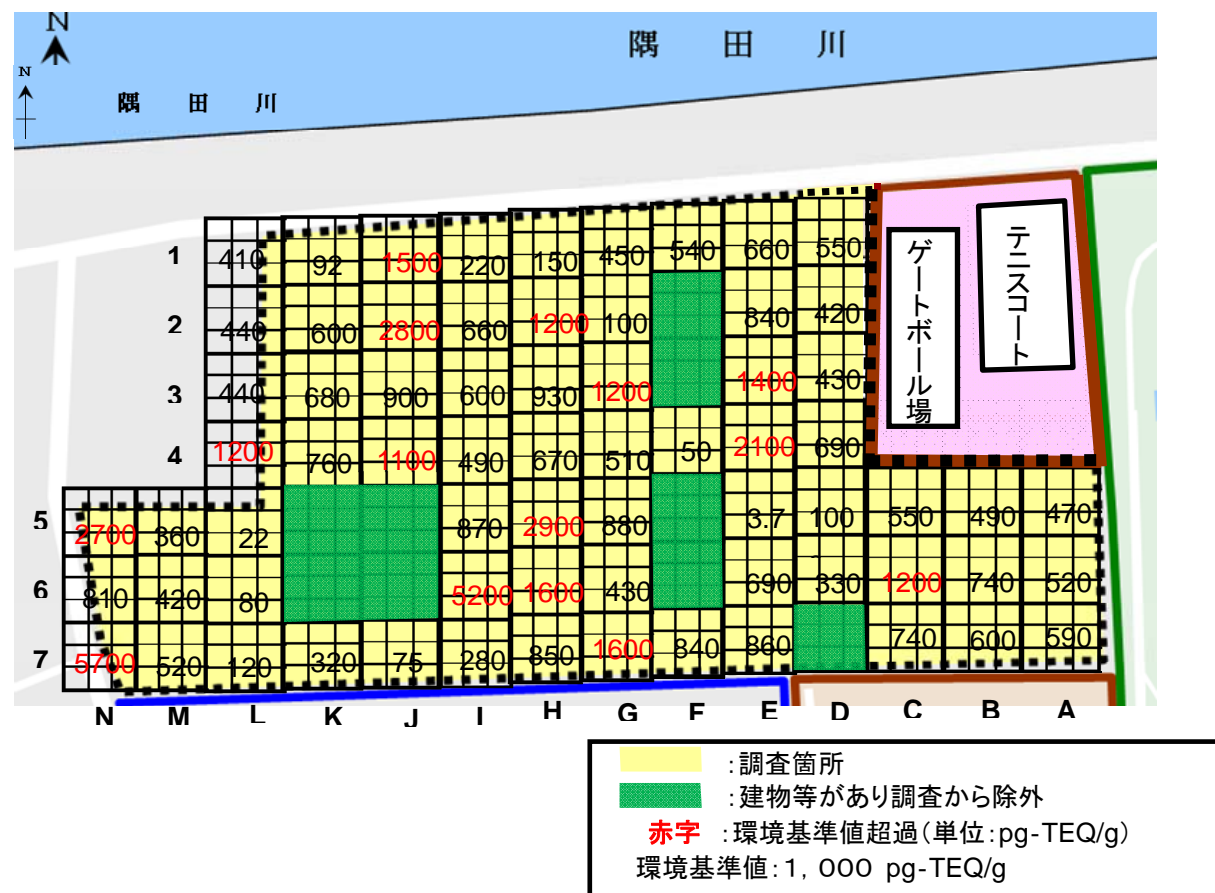 N
隅 田 川
N
隅 田 川
1 410 92 1500 220 150 450 540 660 550
2 440 600 2800 660 1200 100 840 420
3 440 680 900 600 930 1200 1400 430
4 1200 760 1100 490 670 510 50 2100 690
ゲートボール場
テニスコート
5 2700 360 22 870 2900 880 3.7 100 550 490 470
6 810 420 80 5200 1600 430 690 330 1200 740 520
7 5700 520 120 320 75 280 850 1600 840 860 740 600 590
N M L K J I H G F E D C B A
:調査箇所
:建物等があり調査から除外
赤字 :環境基準値超過(単位:pg-TEQ/g)
環境基準値:1,000 pg-TEQ/g